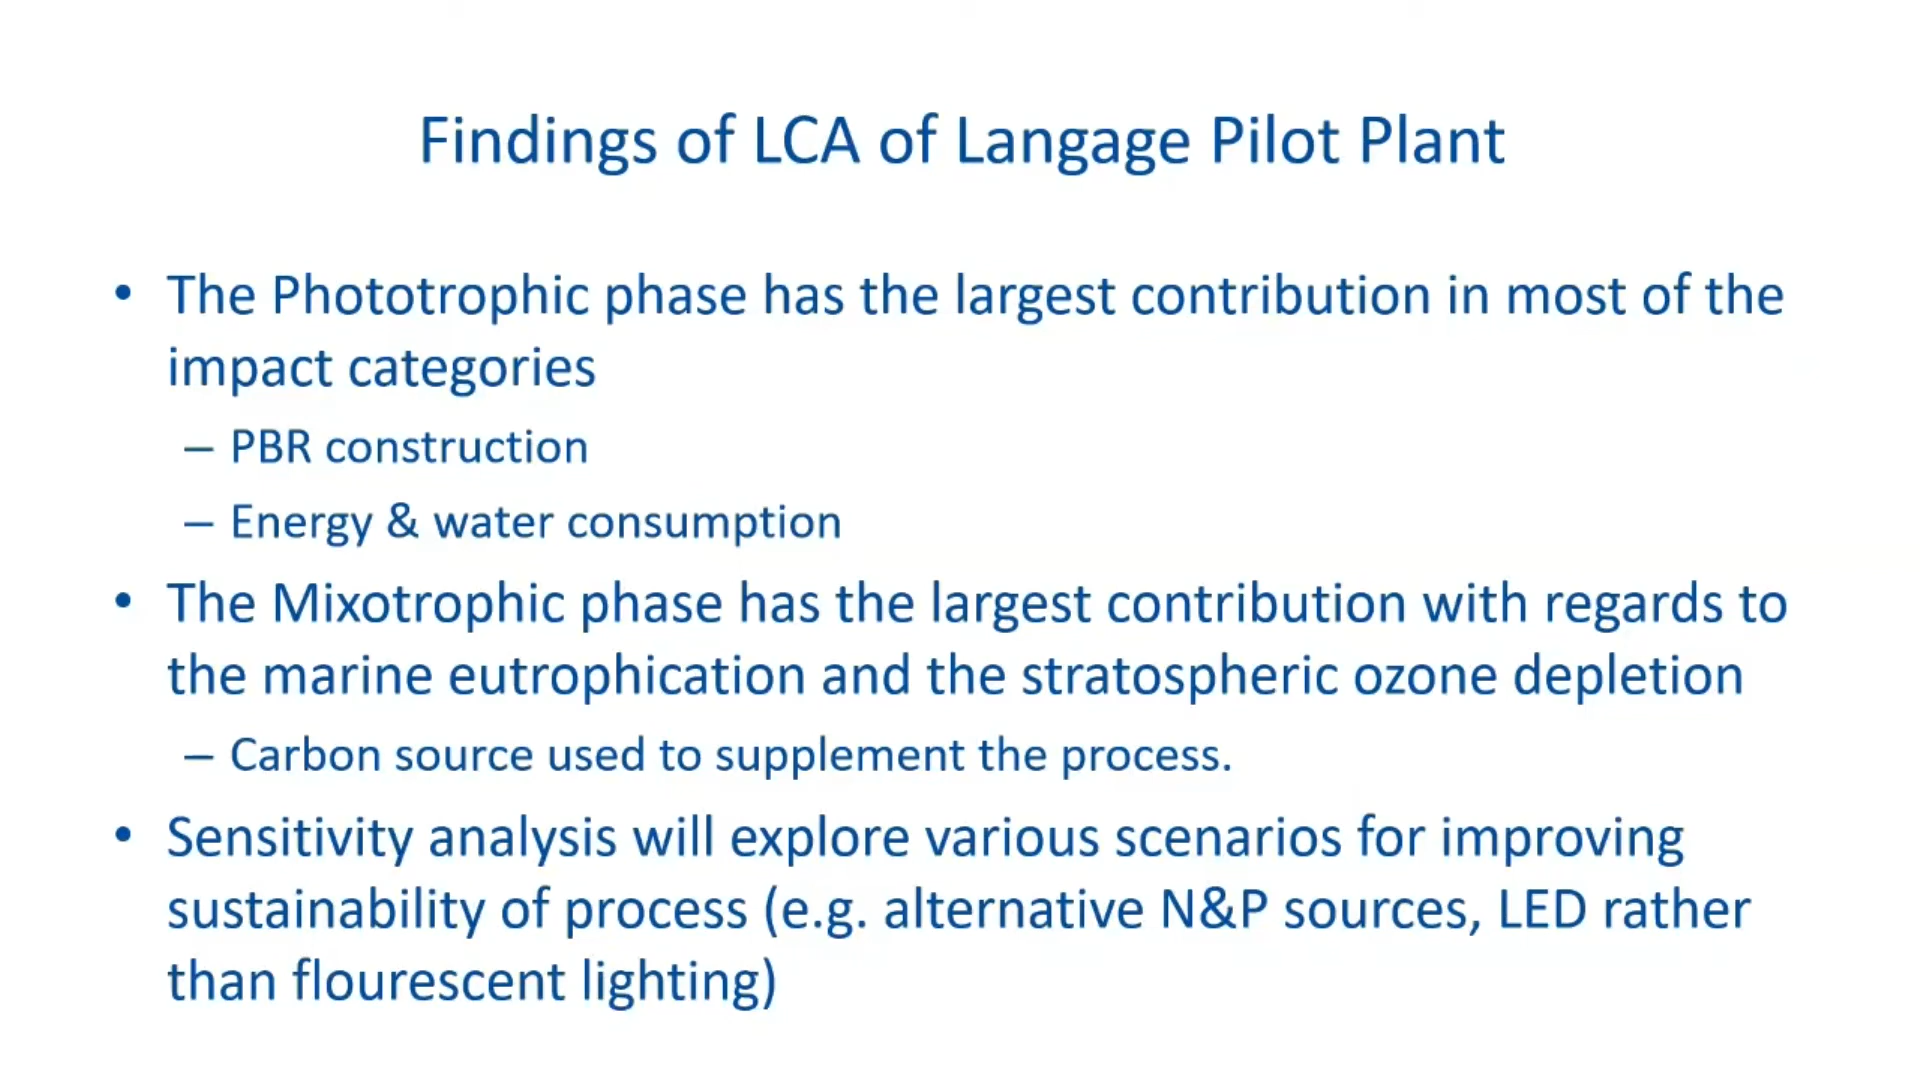 Findings of LCA of Langage Pilot Plant
• The Phototrophic phase has the largest contribution in most of the
impact categories
– PBR construction
– Energy & water consumption
• The Mixotrophic phase has the largest contribution with regards to
the marine eutrophication and the stratospheric ozone depletion
– Carbon source used to supplement the process.
• Sensitivity analysis will explore various scenarios for improving
sustainability of process (e.g. alternative N&P sources, LED rather
than flourescent lighting)